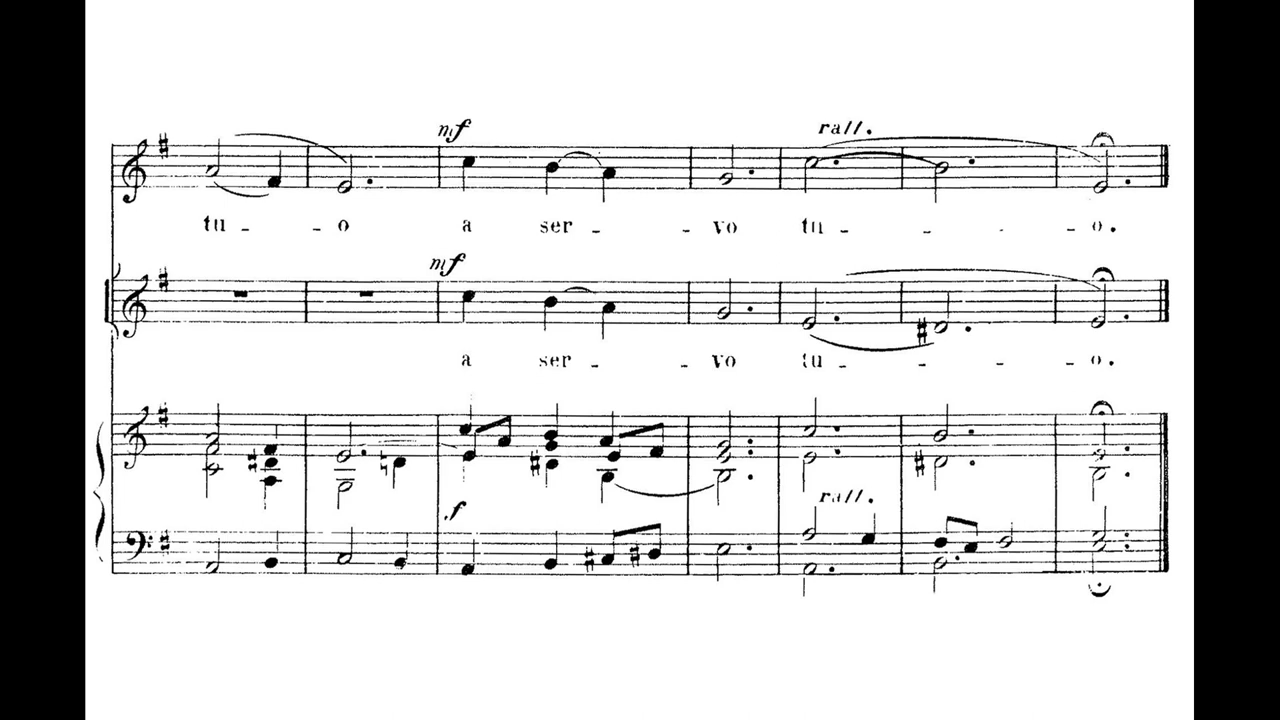 mf
rall.
tu - - o a ser - - vo tu - - - - o.
mf
a ser - - vo tu - - - - o.
f
rall.